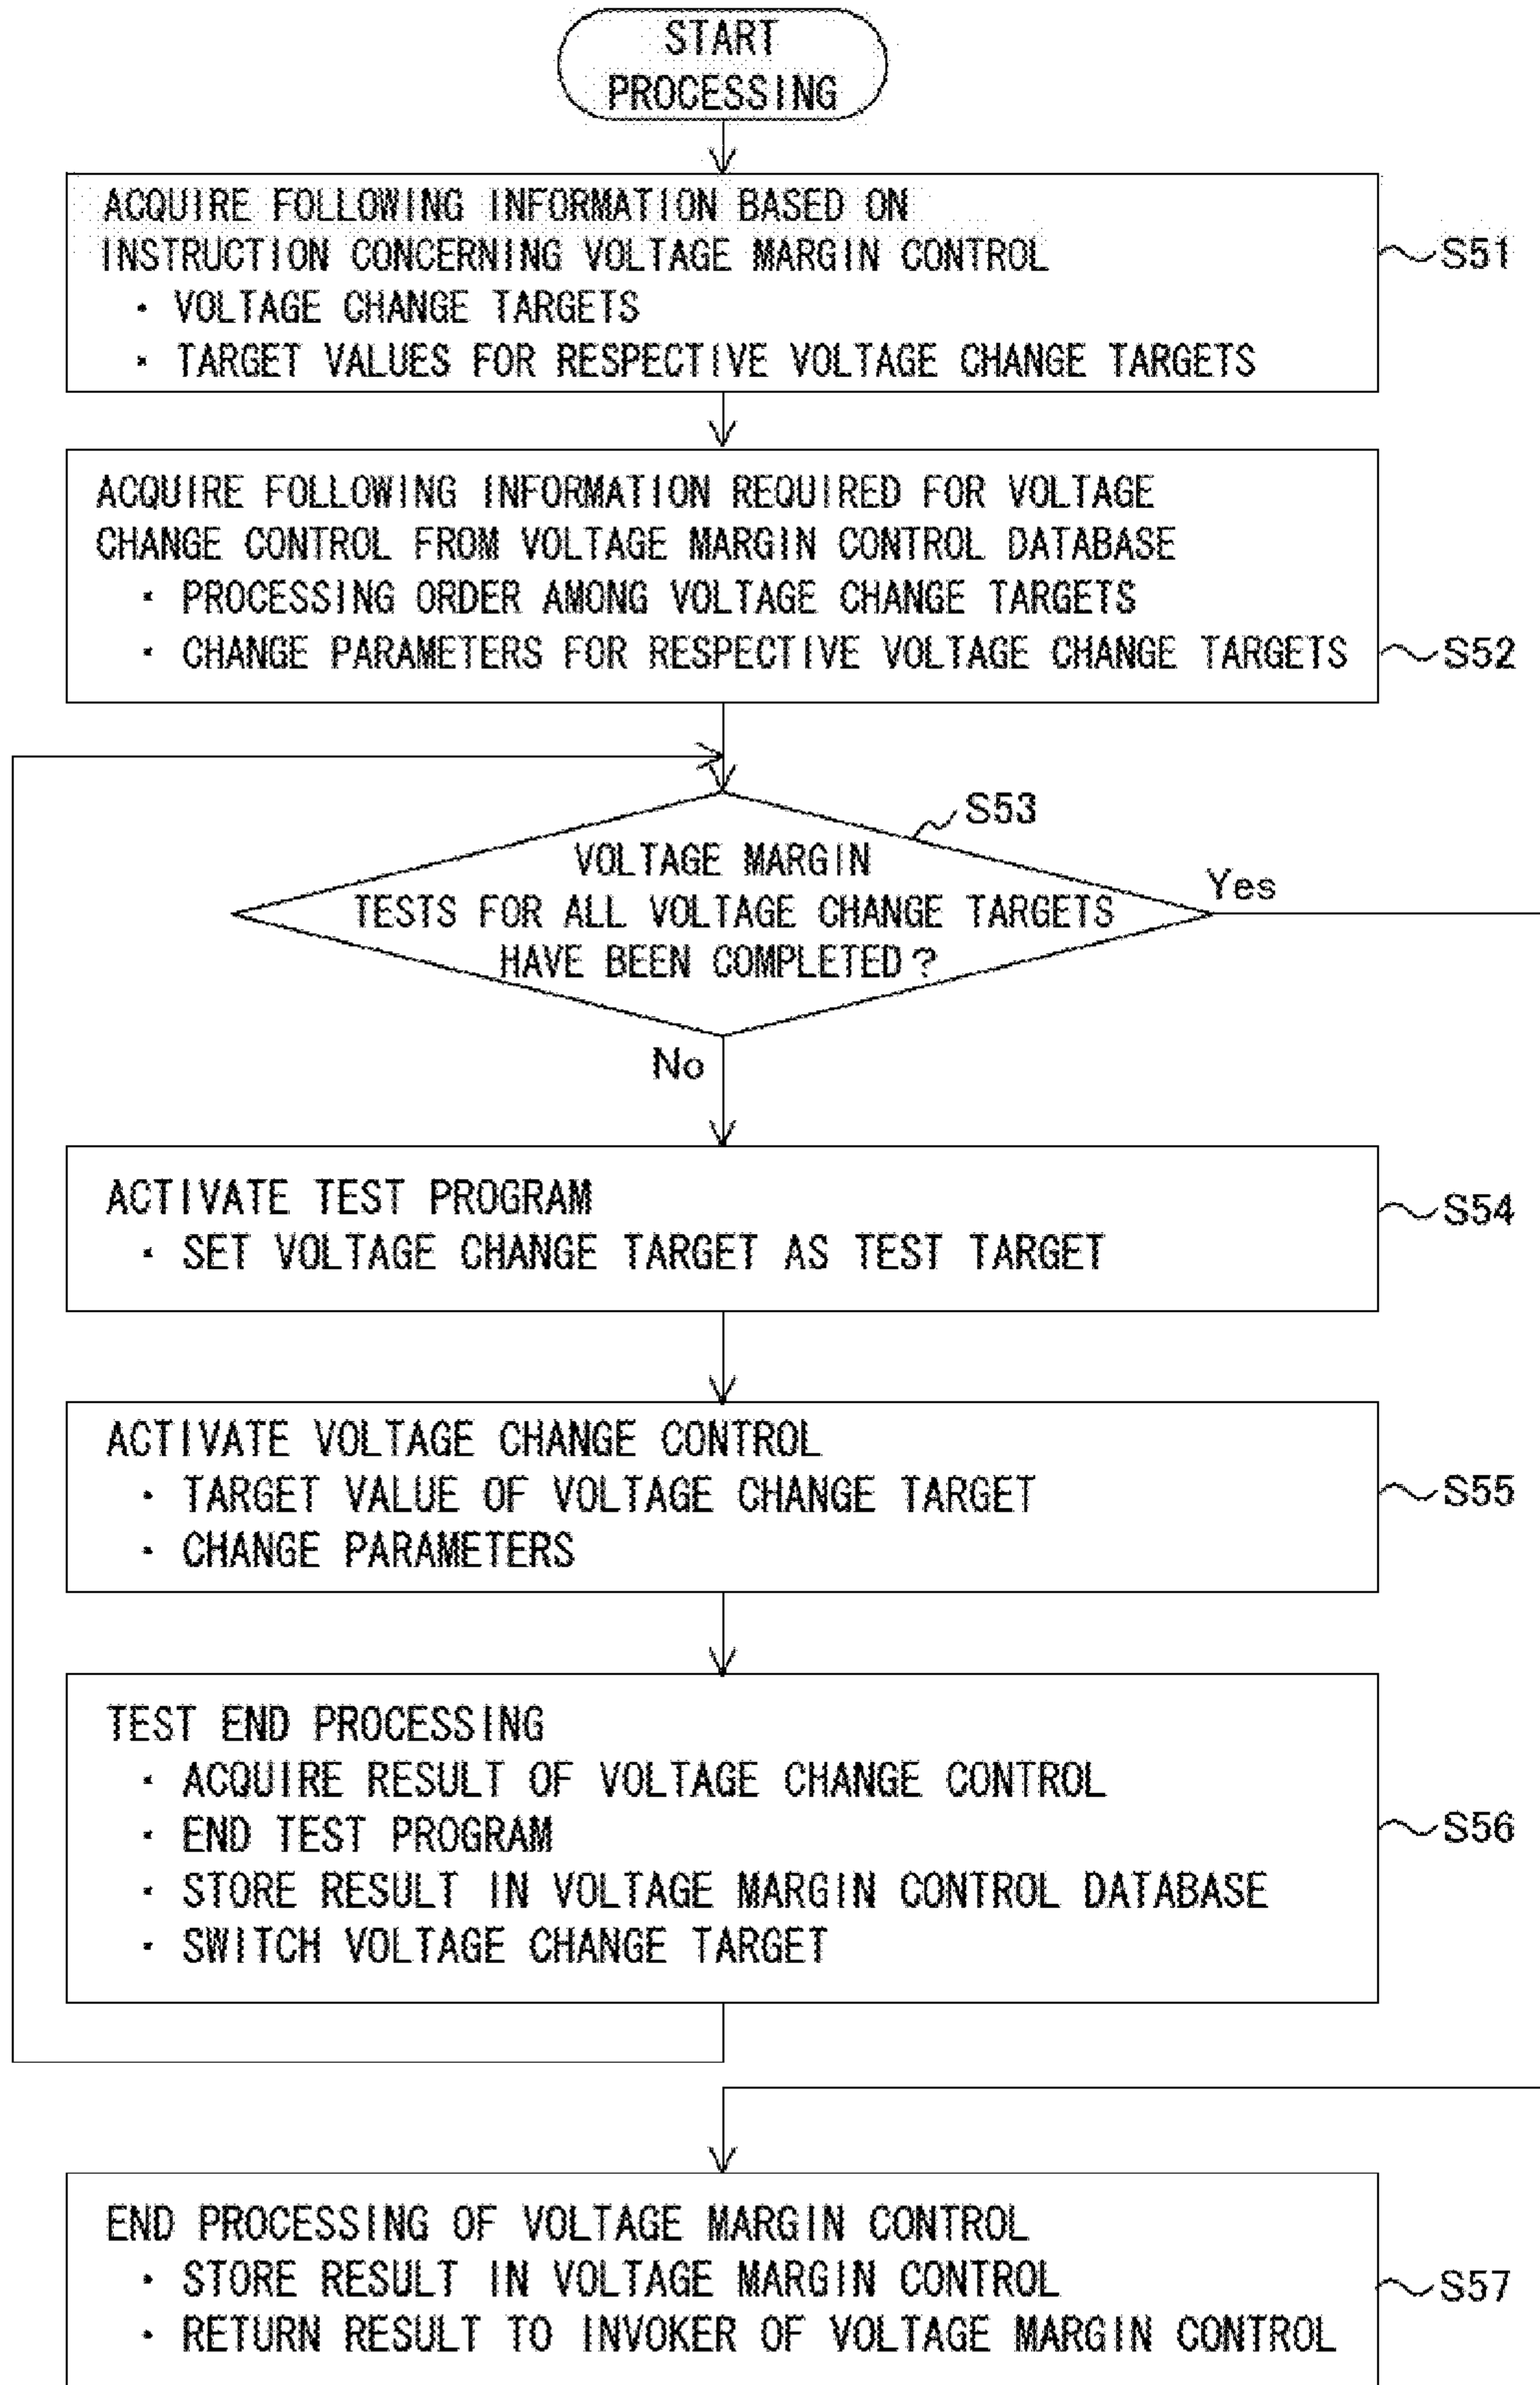 START
PROCESSING
ACQUIRE FOLLOWING INFORMATION BASED ON
INSTRUCTION CONCERNING VOLTAGE MARGIN CONTROL
· VOLTAGE CHANGE TARGETS
· TARGET VALUES FOR RESPECTIVE VOLTAGE CHANGE TARGETS
S51
ACQUIRE FOLLOWING INFORMATION REQUIRED FOR VOLTAGE
CHANGE CONTROL FROM VOLTAGE MARGIN CONTROL DATABASE
· PROCESSING ORDER AMONG VOLTAGE CHANGE TARGETS
· CHANGE PARAMETERS FOR RESPECTIVE VOLTAGE CHANGE TARGETS
S52
S53
VOLTAGE MARGIN
TESTS FOR ALL VOLTAGE CHANGE TARGETS
HAVE BEEN COMPLETED?
Yes
No
ACTIVATE TEST PROGRAM
· SET VOLTAGE CHANGE TARGET AS TEST TARGET
S54
ACTIVATE VOLTAGE CHANGE CONTROL
· TARGET VALUE OF VOLTAGE CHANGE TARGET
· CHANGE PARAMETERS
S55
TEST END PROCESSING
· ACQUIRE RESULT OF VOLTAGE CHANGE CONTROL
· END TEST PROGRAM
· STORE RESULT IN VOLTAGE MARGIN CONTROL DATABASE
· SWITCH VOLTAGE CHANGE TARGET
S56
END PROCESSING OF VOLTAGE MARGIN CONTROL
· STORE RESULT IN VOLTAGE MARGIN CONTROL
· RETURN RESULT TO INVOKER OF VOLTAGE MARGIN CONTROL
S57